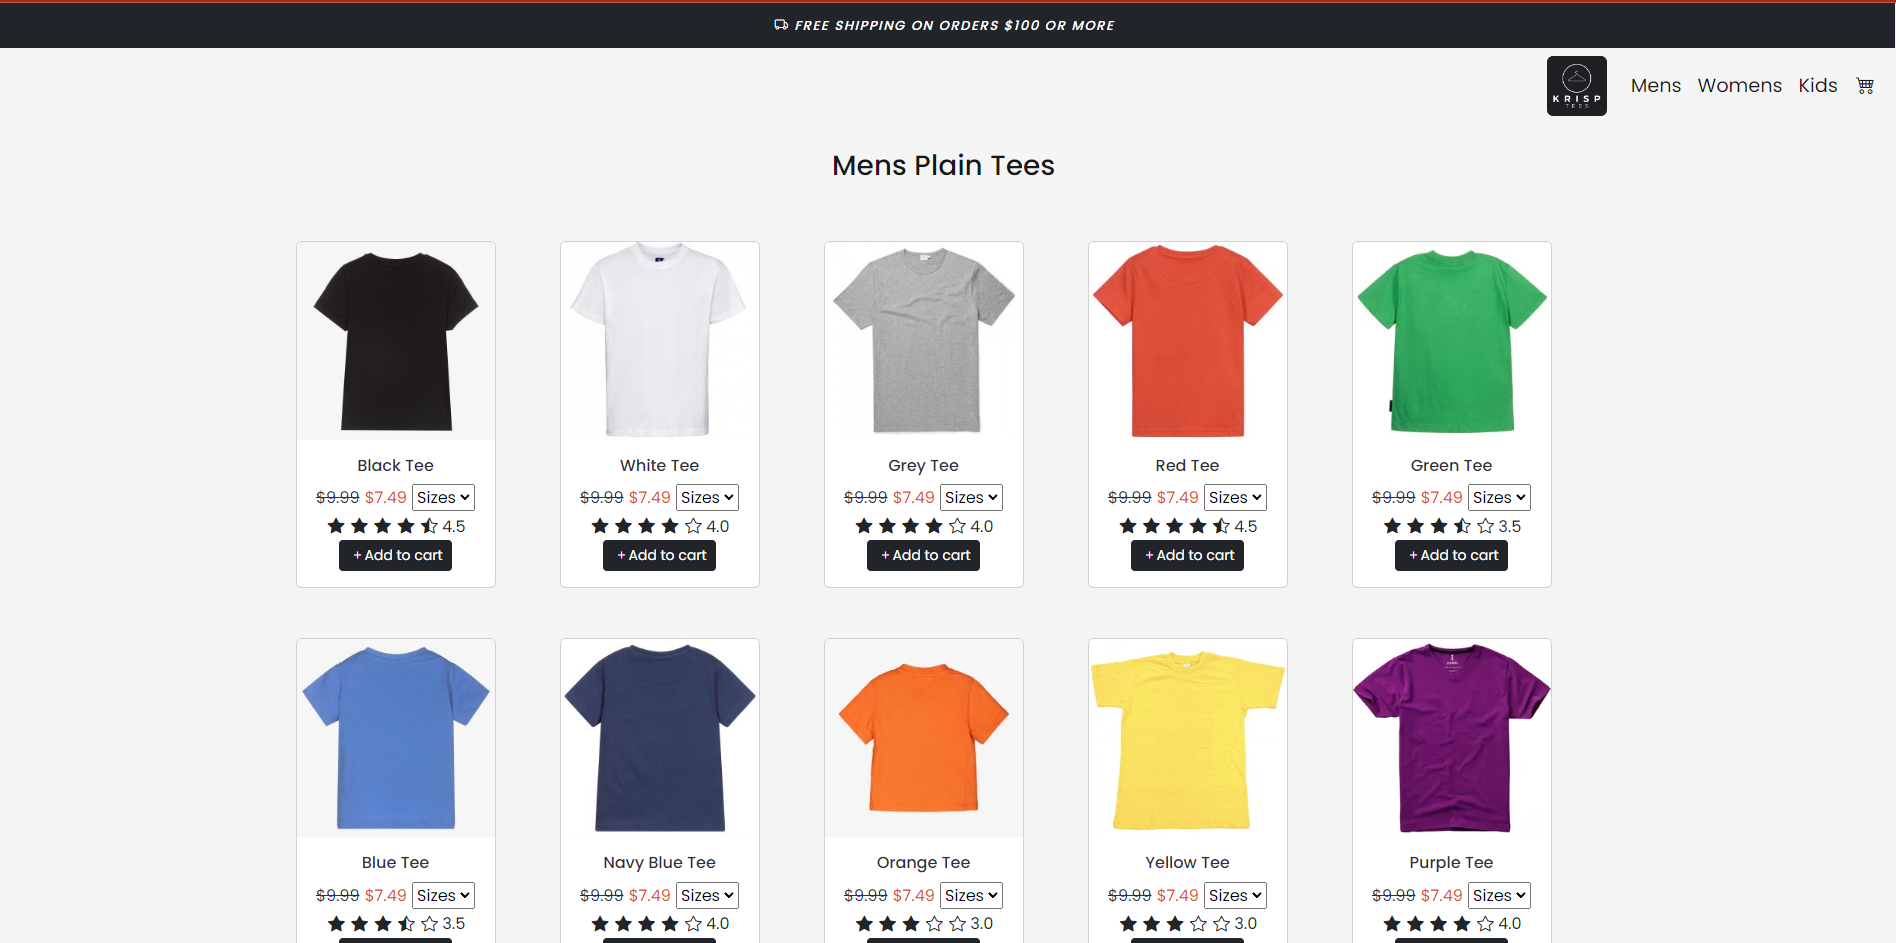 FREE SHIPPING ON ORDERS $100 OR MORE
KRISP
TEES
Mens Womens Kids
Mens Plain Tees
Black Tee
$9.99 $7.49 Sizes
4.5
+ Add to cart
White Tee
$9.99 $7.49 Sizes
4.0
+ Add to cart
Grey Tee
$9.99 $7.49 Sizes
4.0
+ Add to cart
Red Tee
$9.99 $7.49 Sizes
4.5
+ Add to cart
Green Tee
$9.99 $7.49 Sizes
3.5
+ Add to cart
Blue Tee
$9.99 $7.49 Sizes
3.5
Navy Blue Tee
$9.99 $7.49 Sizes
4.0
Orange Tee
$9.99 $7.49 Sizes
3.0
Yellow Tee
$9.99 $7.49 Sizes
3.0
Purple Tee
$9.99 $7.49 Sizes
4.0